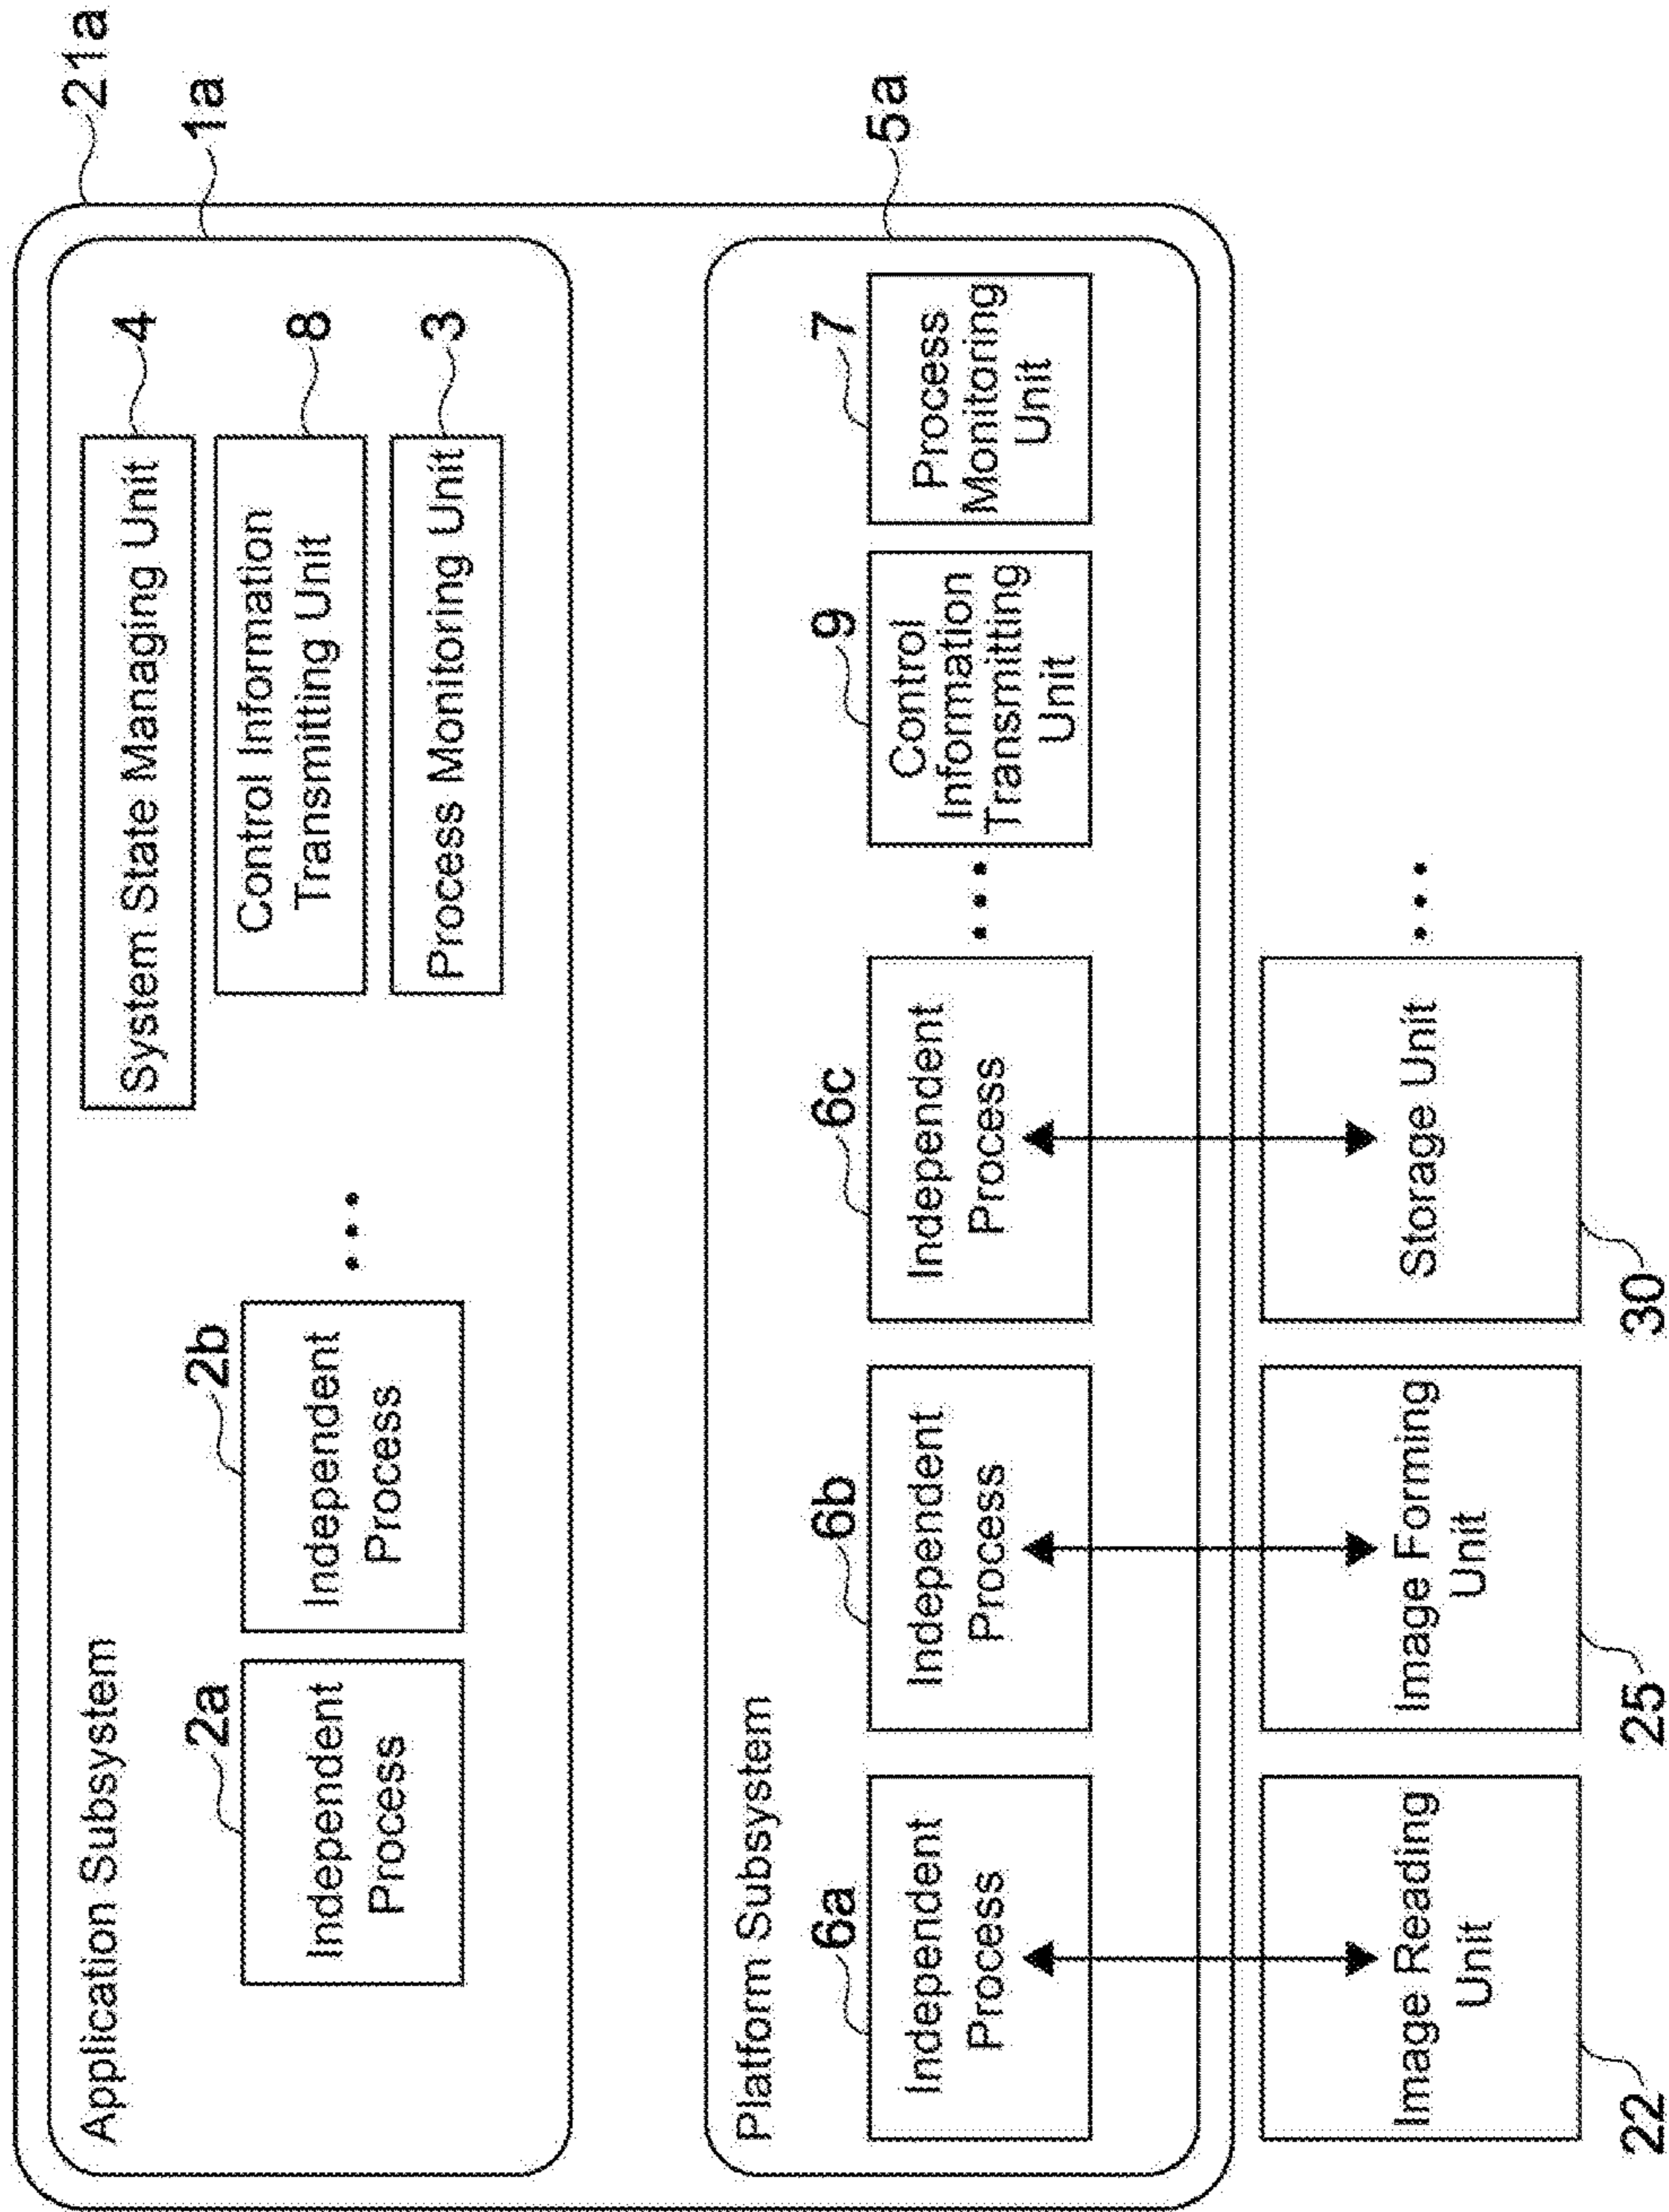 21a
1a
Application Subsystem
System State Managing Unit
4
Control Information
Transmitting Unit
8
Process Monitoring Unit
3
2a
Independent
Process
2b
Independent
Process
...
5a
Platform Subsystem
6a
Independent
Process
6b
Independent
Process
6c
Independent
Process
...
9
Control
Information
Transmitting
Unit
7
Process
Monitoring
Unit
Image Reading
Unit
22
Image Forming
Unit
25
Storage Unit
30
...